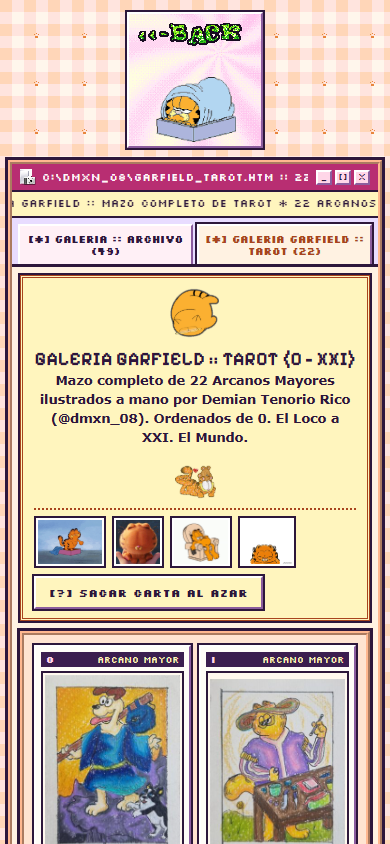 <-BACK
C:\DMXN_08\GARFIELD_TAROT.HTM :: 22
GARFIELD :: MAZO COMPLETO DE TAROT * 22 ARCANOS
[*] GALERIA :: ARCHIVO (49)
[*] GALERIA GARFIELD :: TAROT (22)
GALERIA GARFIELD :: TAROT {0 - XXI}
Mazo completo de 22 Arcanos Mayores
ilustrados a mano por Demian Tenorio Rico
(@dmxn_08). Ordenados de 0. El Loco a
XXI. El Mundo.
[?] SACAR CARTA AL AZAR
0 ARCANO MAYOR
I ARCANO MAYOR